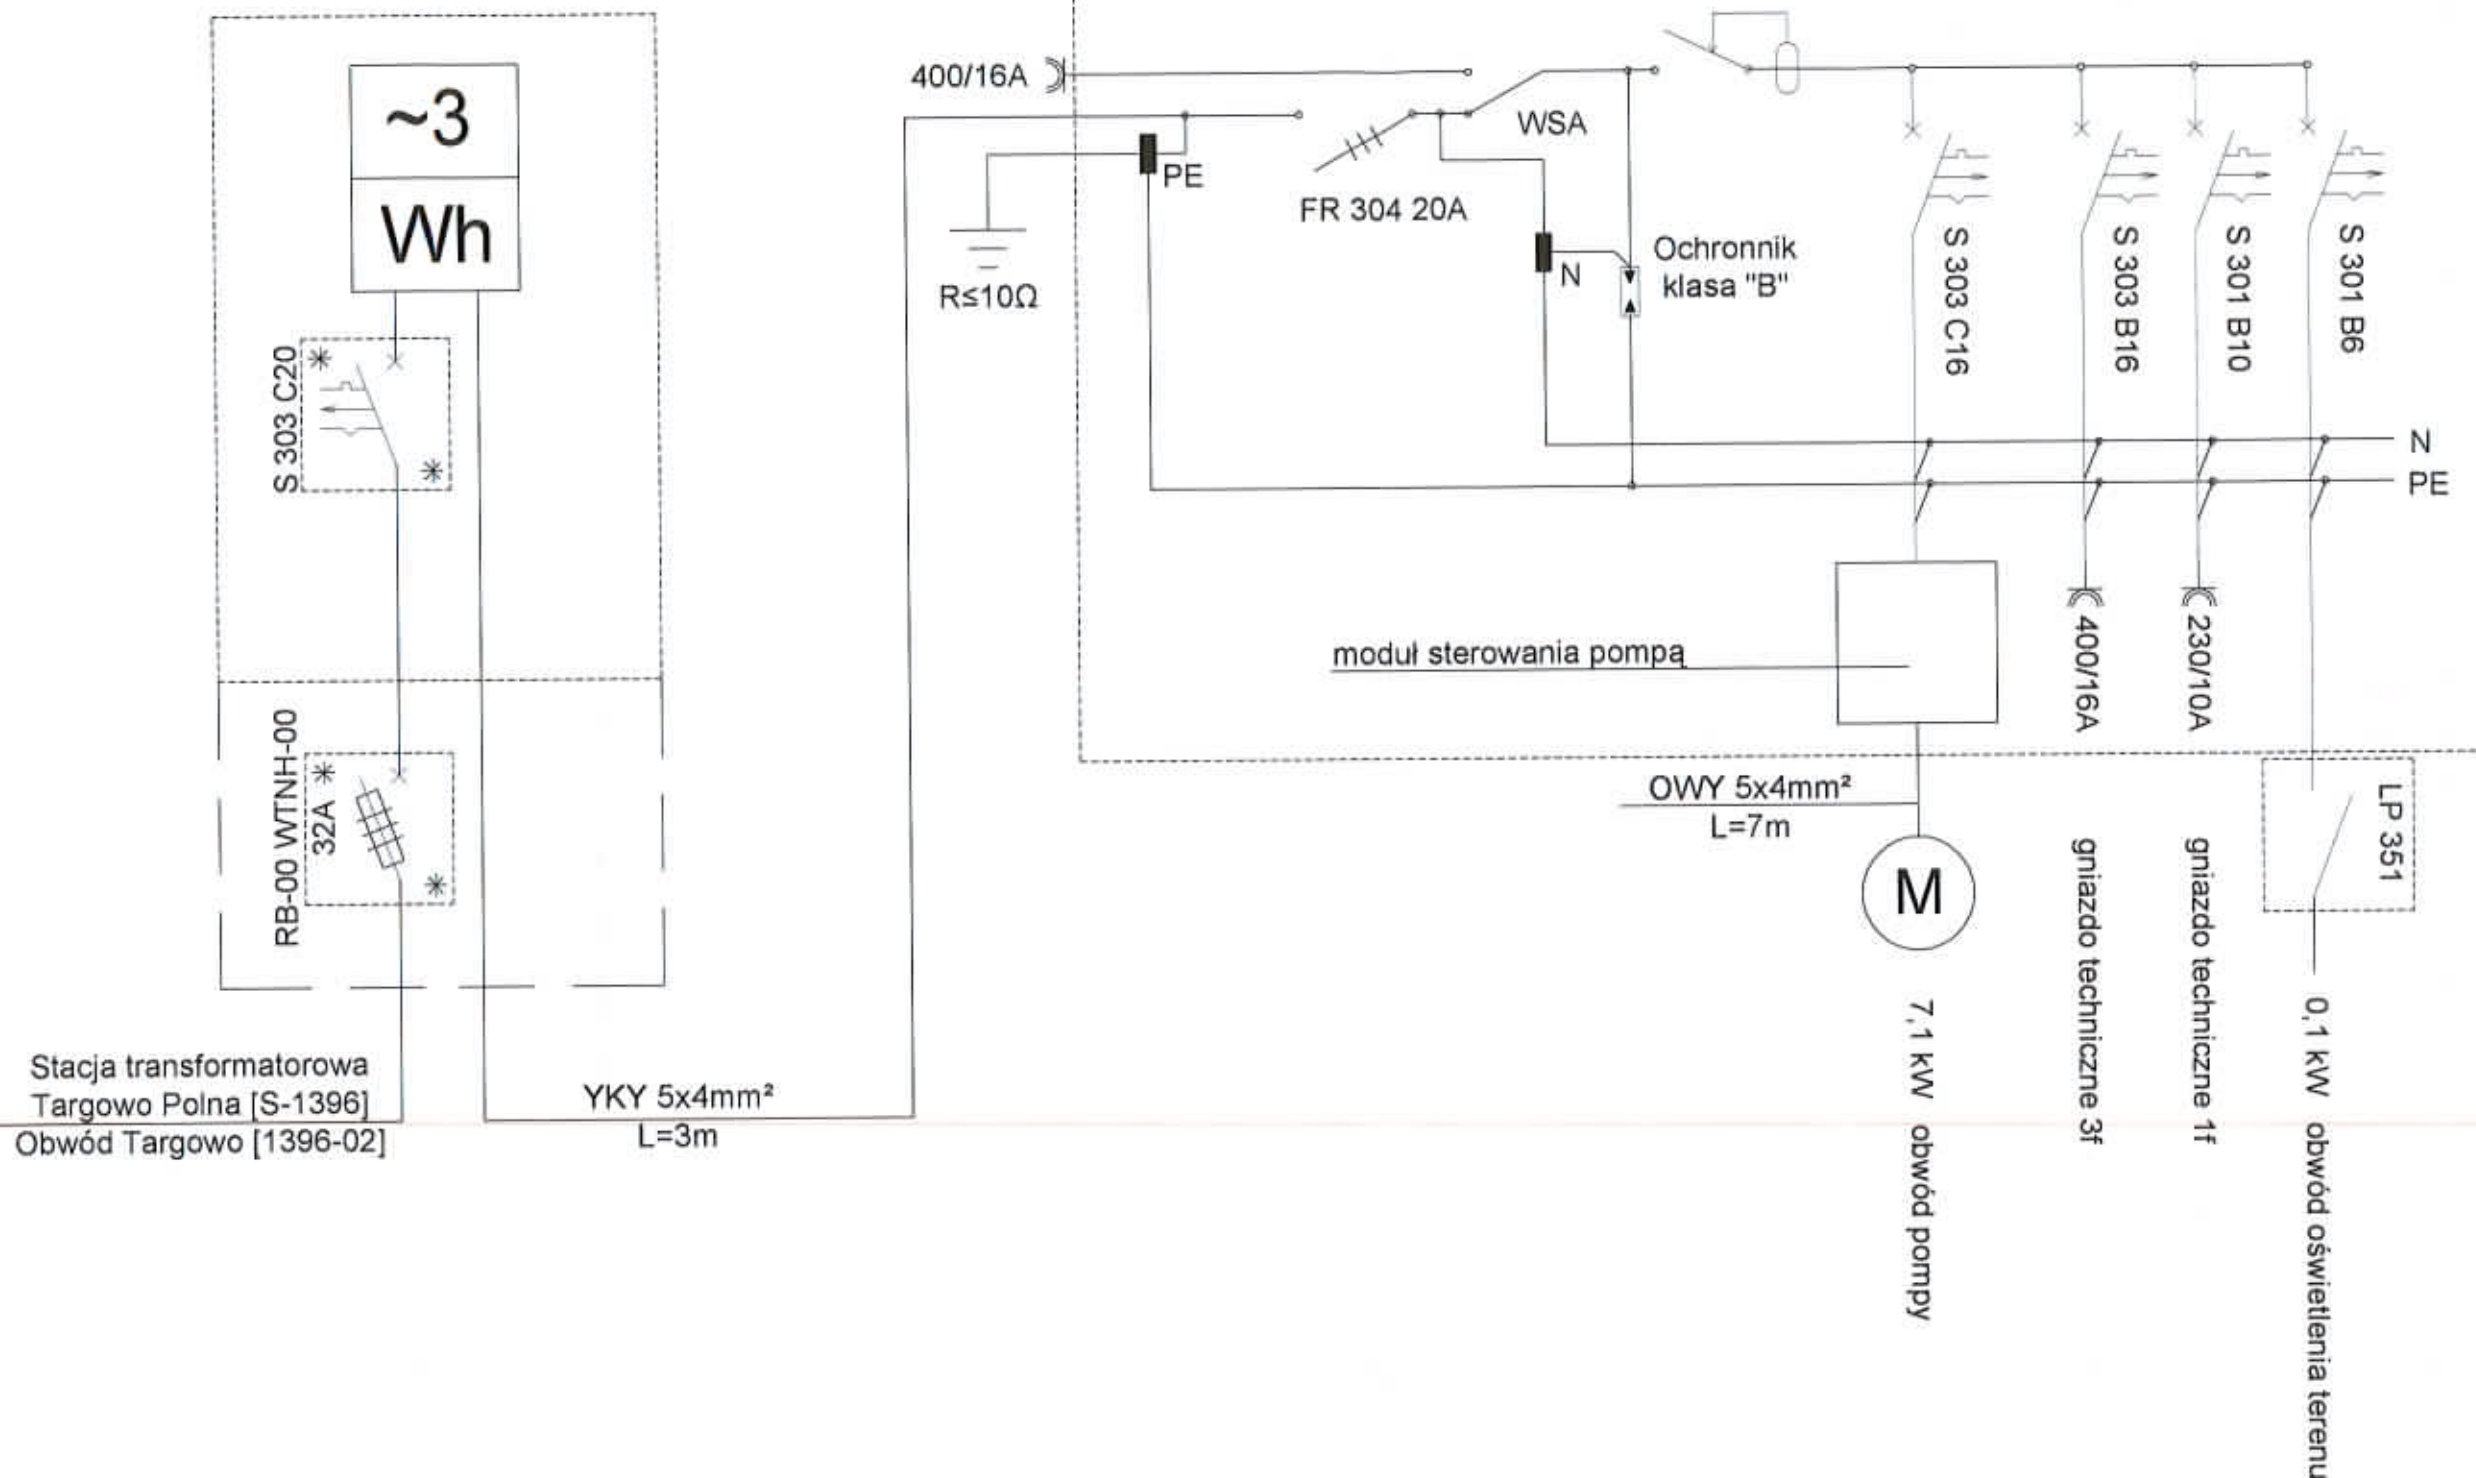 ~3
Wh
S 303 C20
RB-00 WTNH-00
32A
Stacja transformatorowa
Targowo Polna [S-1396]
Obwód Targowo [1396-02]
YKY 5x4mm²
L=3m
400/16A
PE
R≤10Ω
FR 304 20A
WSA
N
Ochronnik
klasa "B"
S 303 C16
S 303 B16
S 301 B10
S 301 B6
N
PE
moduł sterowania pompą
400/16A
230/10A
OWY 5x4mm²
L=7m
M
LP 351
7,1 kW obwód pompy
gniazdo techniczne 3f
gniazdo techniczne 1f
0,1 kW obwód oświetlenia terenu